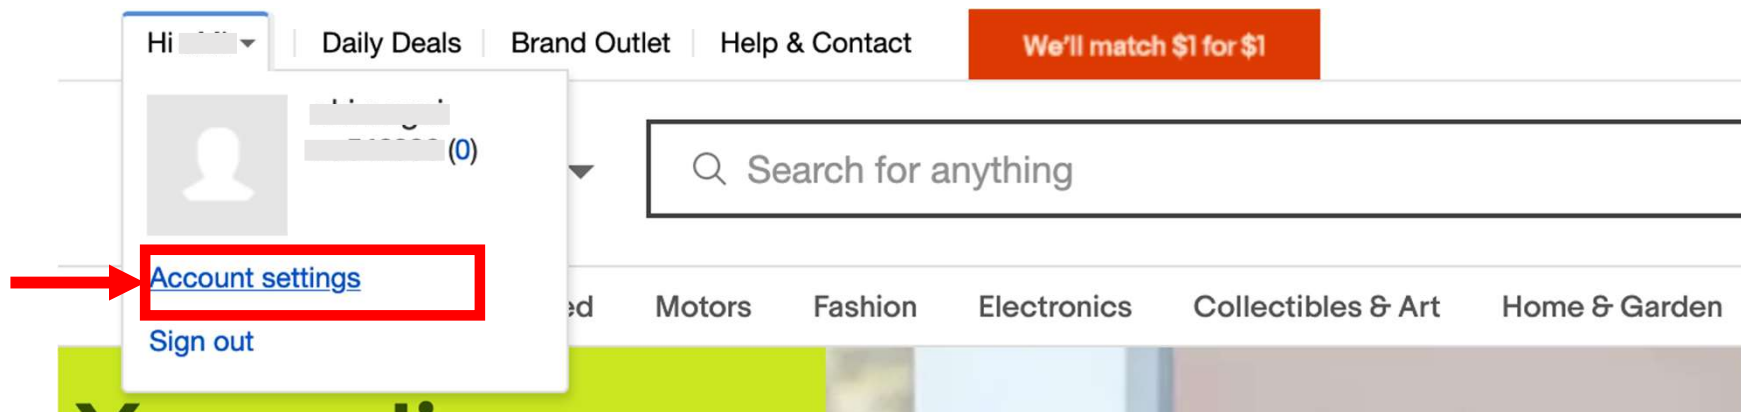 Hi
Daily Deals
Brand Outlet
Help & Contact
We'll match $1 for $1
(0)
Search for anything
Account settings
Sign out
Motors
Fashion
Electronics
Collectibles & Art
Home & Garden